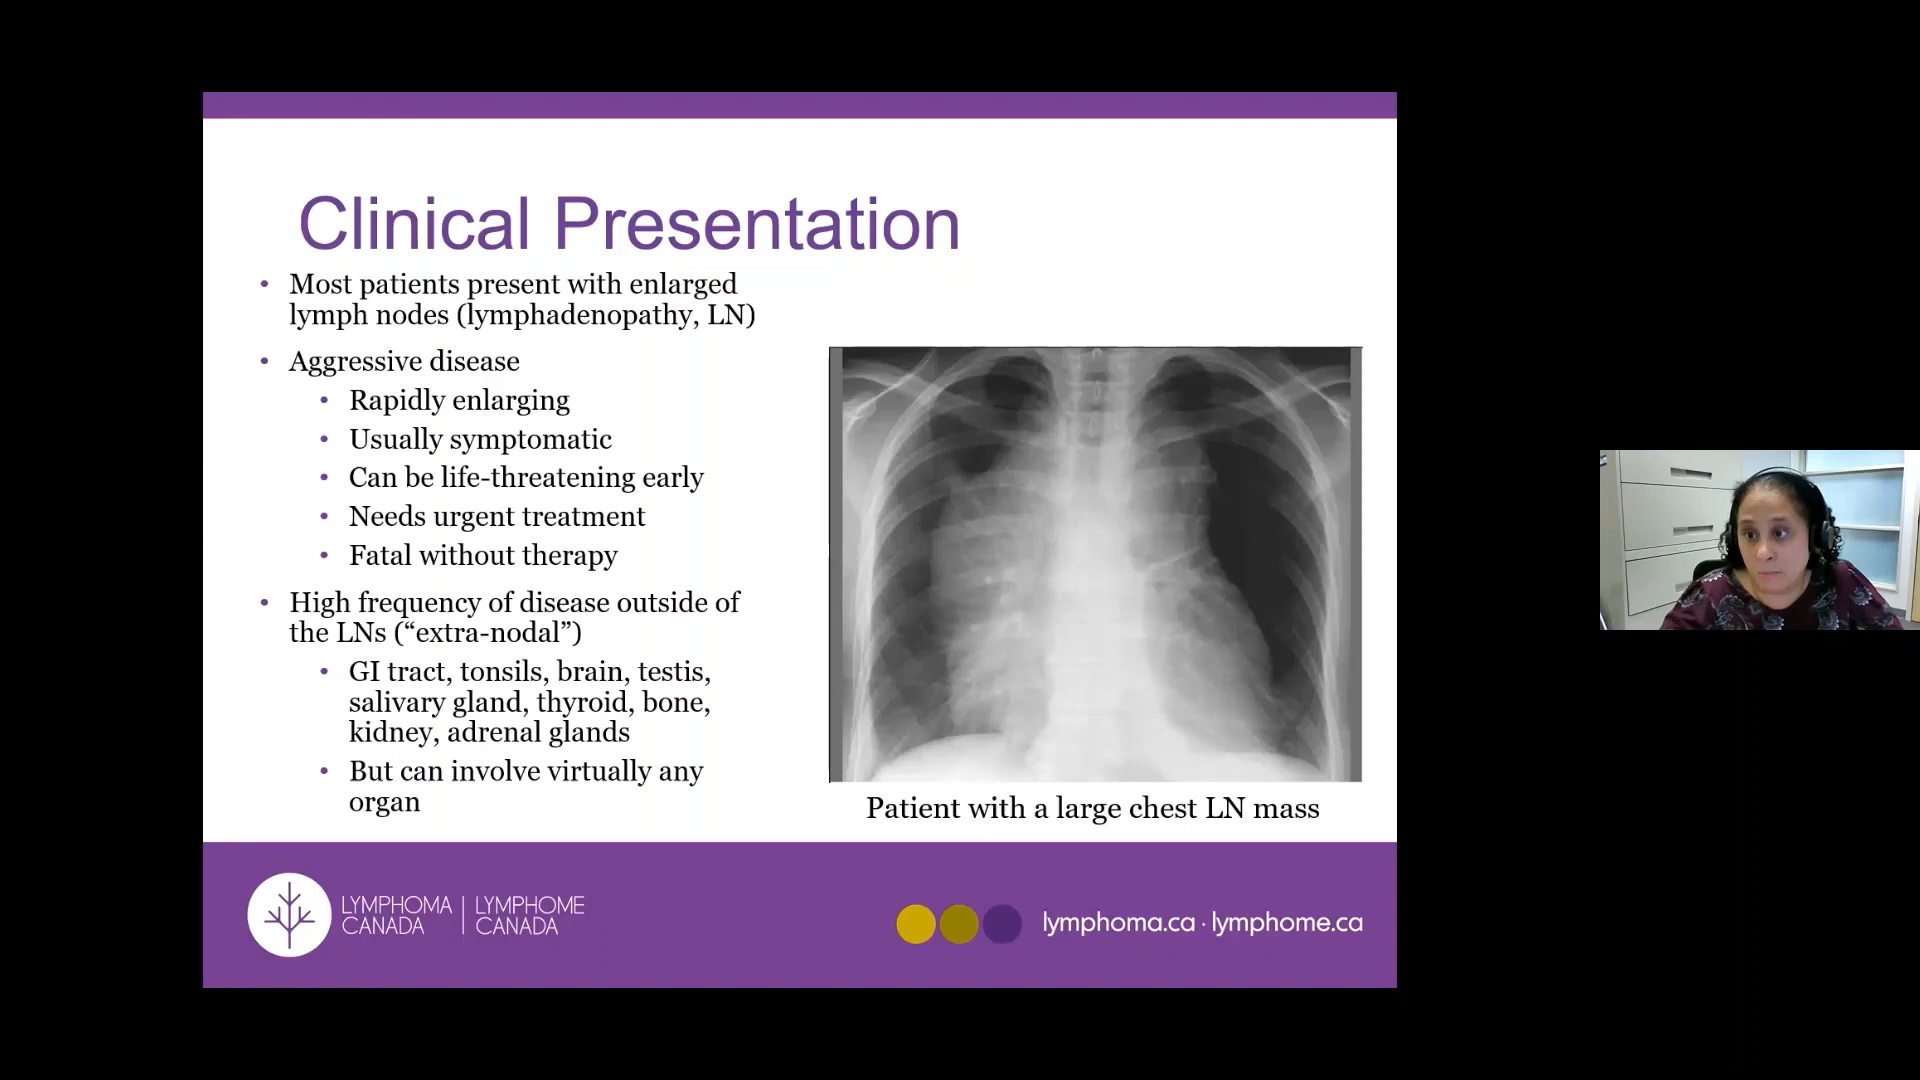 Clinical Presentation
• Most patients present with enlarged
lymph nodes (lymphadenopathy, LN)
• Aggressive disease
• Rapidly enlarging
• Usually symptomatic
• Can be life-threatening early
• Needs urgent treatment
• Fatal without therapy
• High frequency of disease outside of
the LNs (“extra-nodal”)
• GI tract, tonsils, brain, testis,
salivary gland, thyroid, bone,
kidney, adrenal glands
• But can involve virtually any
organ
Patient with a large chest LN mass
LYMPHOMA | LYMPHOME
CANADA | CANADA
lymphoma.ca · lymphome.ca